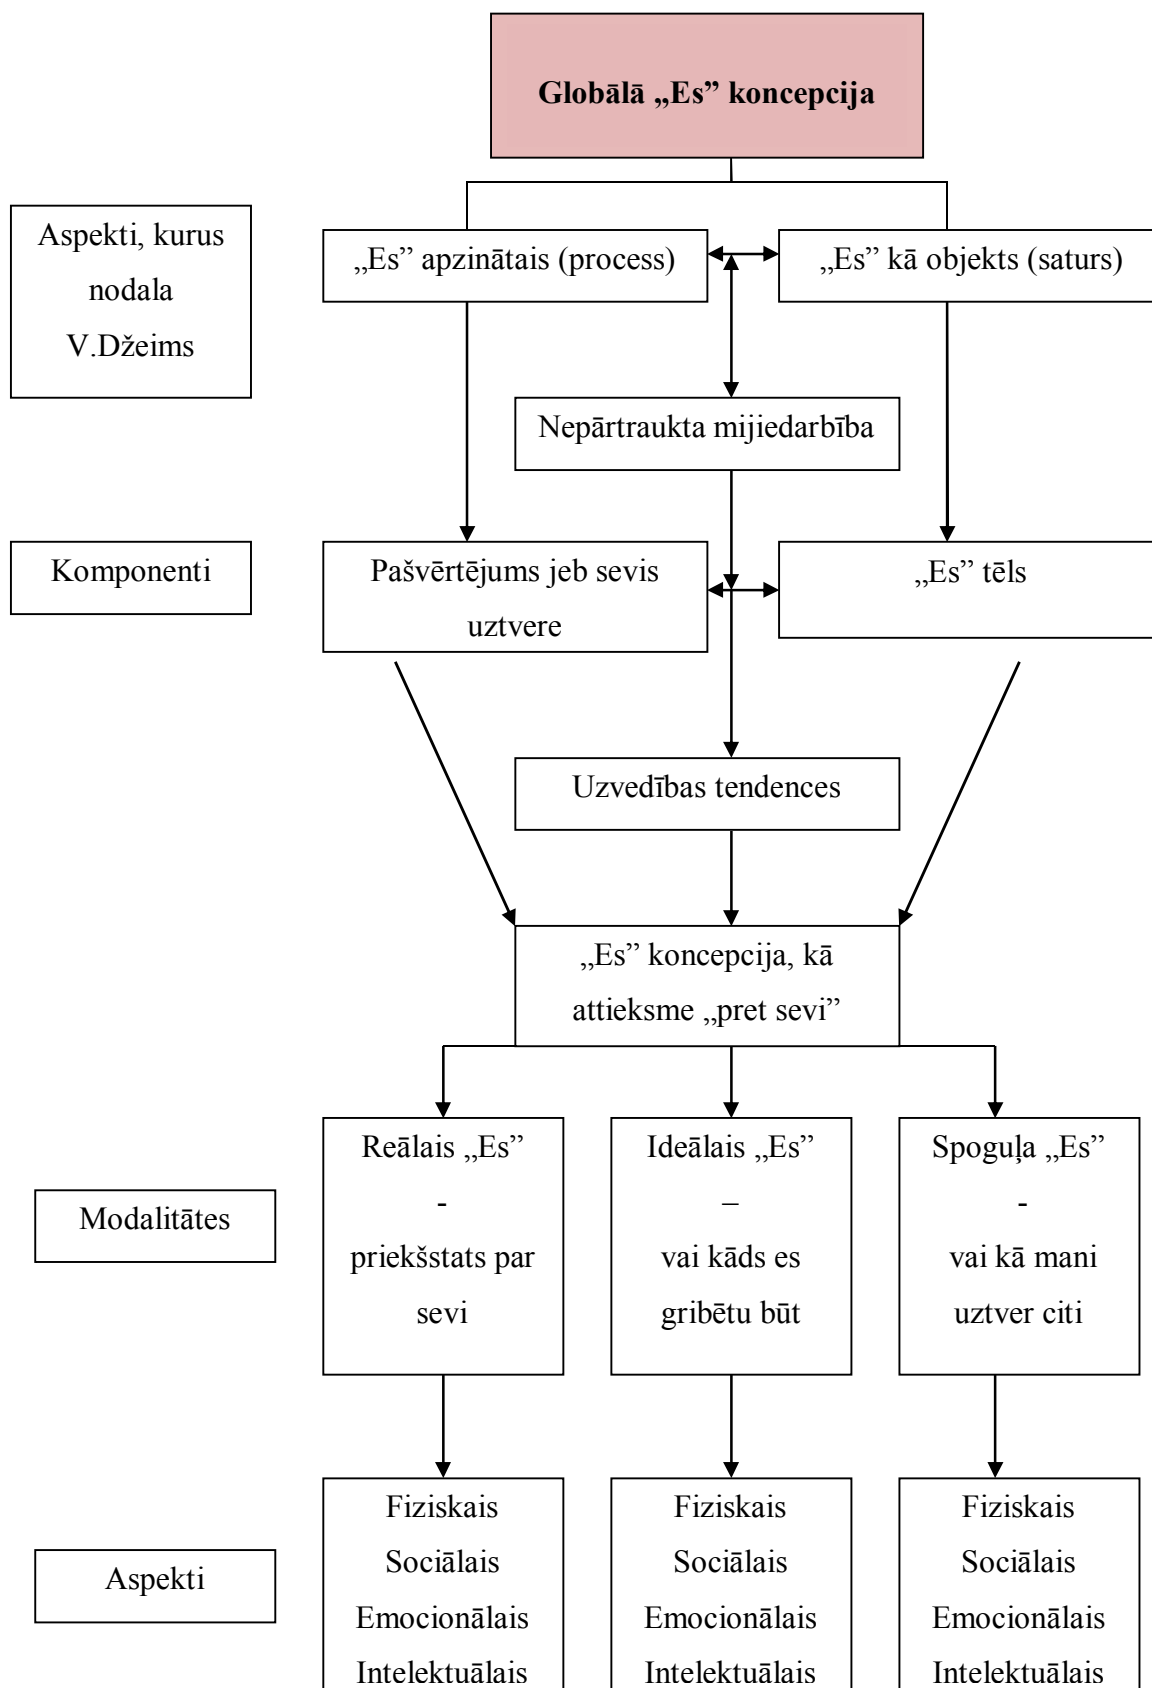 Globālā „Es” koncepcija
Aspekti, kurus
nodala
V.Džeims
„Es” apzinātais (process)
„Es” kā objekts (saturs)
Nepārtraukta mijiedarbība
Komponenti
Pašvērtējums jeb sevis
uztvere
„Es” tēls
Uzvedības tendences
„Es” koncepcija, kā
attieksme „pret sevi”
Modalitātes
Reālais „Es”
-
priekšstats par
sevi
Ideālais „Es”
–
vai kāds es
gribētu būt
Spoguļa „Es”
-
vai kā mani
uztver citi
Aspekti
Fiziskais
Sociālais
Emocionālais
Intelektuālais
Fiziskais
Sociālais
Emocionālais
Intelektuālais
Fiziskais
Sociālais
Emocionālais
Intelektuālais